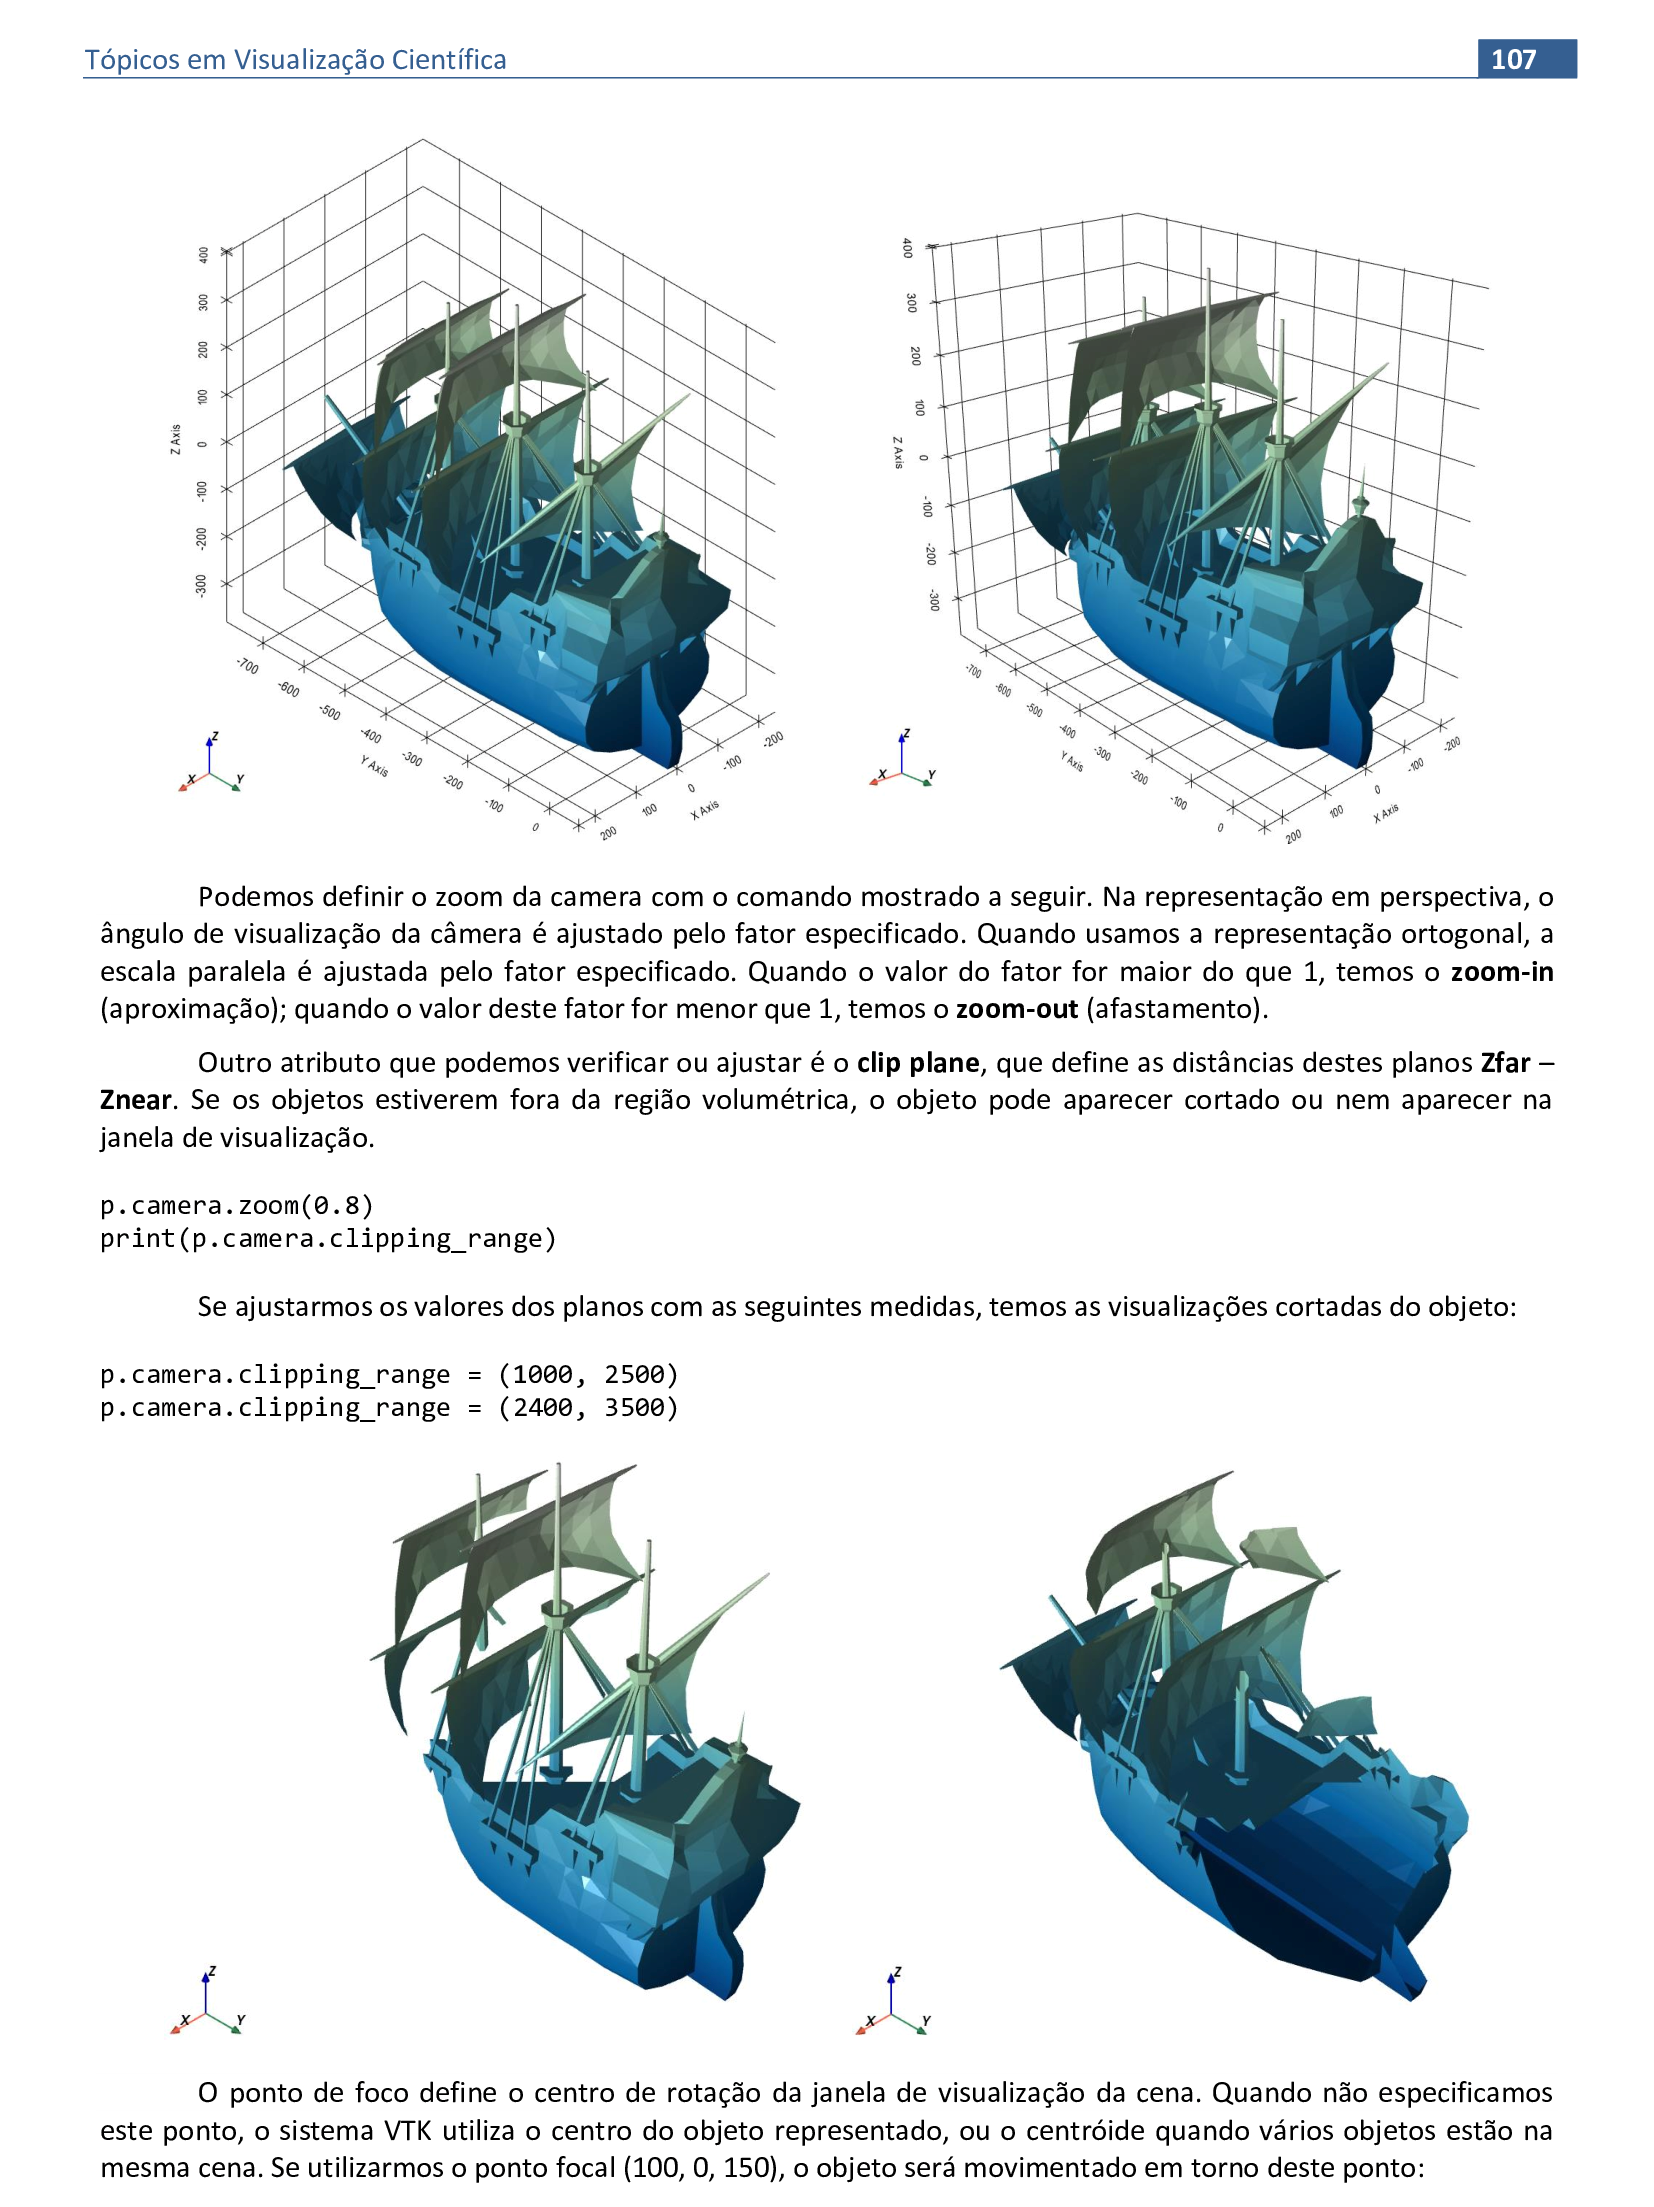 Tópicos em Visualização Científica
107
400
300
200
100
0
-100
-200
-300
Z Axis
-700
-600
-500
-400
-300
-200
-100
0
Y Axis
200
100
0
-100
-200
X Axis
Z
X
Y
400
300
200
100
0
-100
-200
-300
Z Axis
-700
-600
-500
-400
-300
-200
-100
0
Y Axis
200
100
0
-100
-200
X Axis
Z
X
Y
Podemos definir o zoom da camera com o comando mostrado a seguir. Na representação em perspectiva, o
ângulo de visualização da câmera é ajustado pelo fator especificado. Quando usamos a representação ortogonal, a
escala paralela é ajustada pelo fator especificado. Quando o valor do fator for maior do que 1, temos o zoom-in
(aproximação); quando o valor deste fator for menor que 1, temos o zoom-out (afastamento).
Outro atributo que podemos verificar ou ajustar é o clip plane, que define as distâncias destes planos Zfar –
Znear. Se os objetos estiverem fora da região volumétrica, o objeto pode aparecer cortado ou nem aparecer na
janela de visualização.
p.camera.zoom(0.8)
print(p.camera.clipping_range)
Se ajustarmos os valores dos planos com as seguintes medidas, temos as visualizações cortadas do objeto:
p.camera.clipping_range = (1000, 2500)
p.camera.clipping_range = (2400, 3500)
Z
X
Y
Z
X
Y
O ponto de foco define o centro de rotação da janela de visualização da cena. Quando não especificamos
este ponto, o sistema VTK utiliza o centro do objeto representado, ou o centróide quando vários objetos estão na
mesma cena. Se utilizarmos o ponto focal (100, 0, 150), o objeto será movimentado em torno deste ponto: